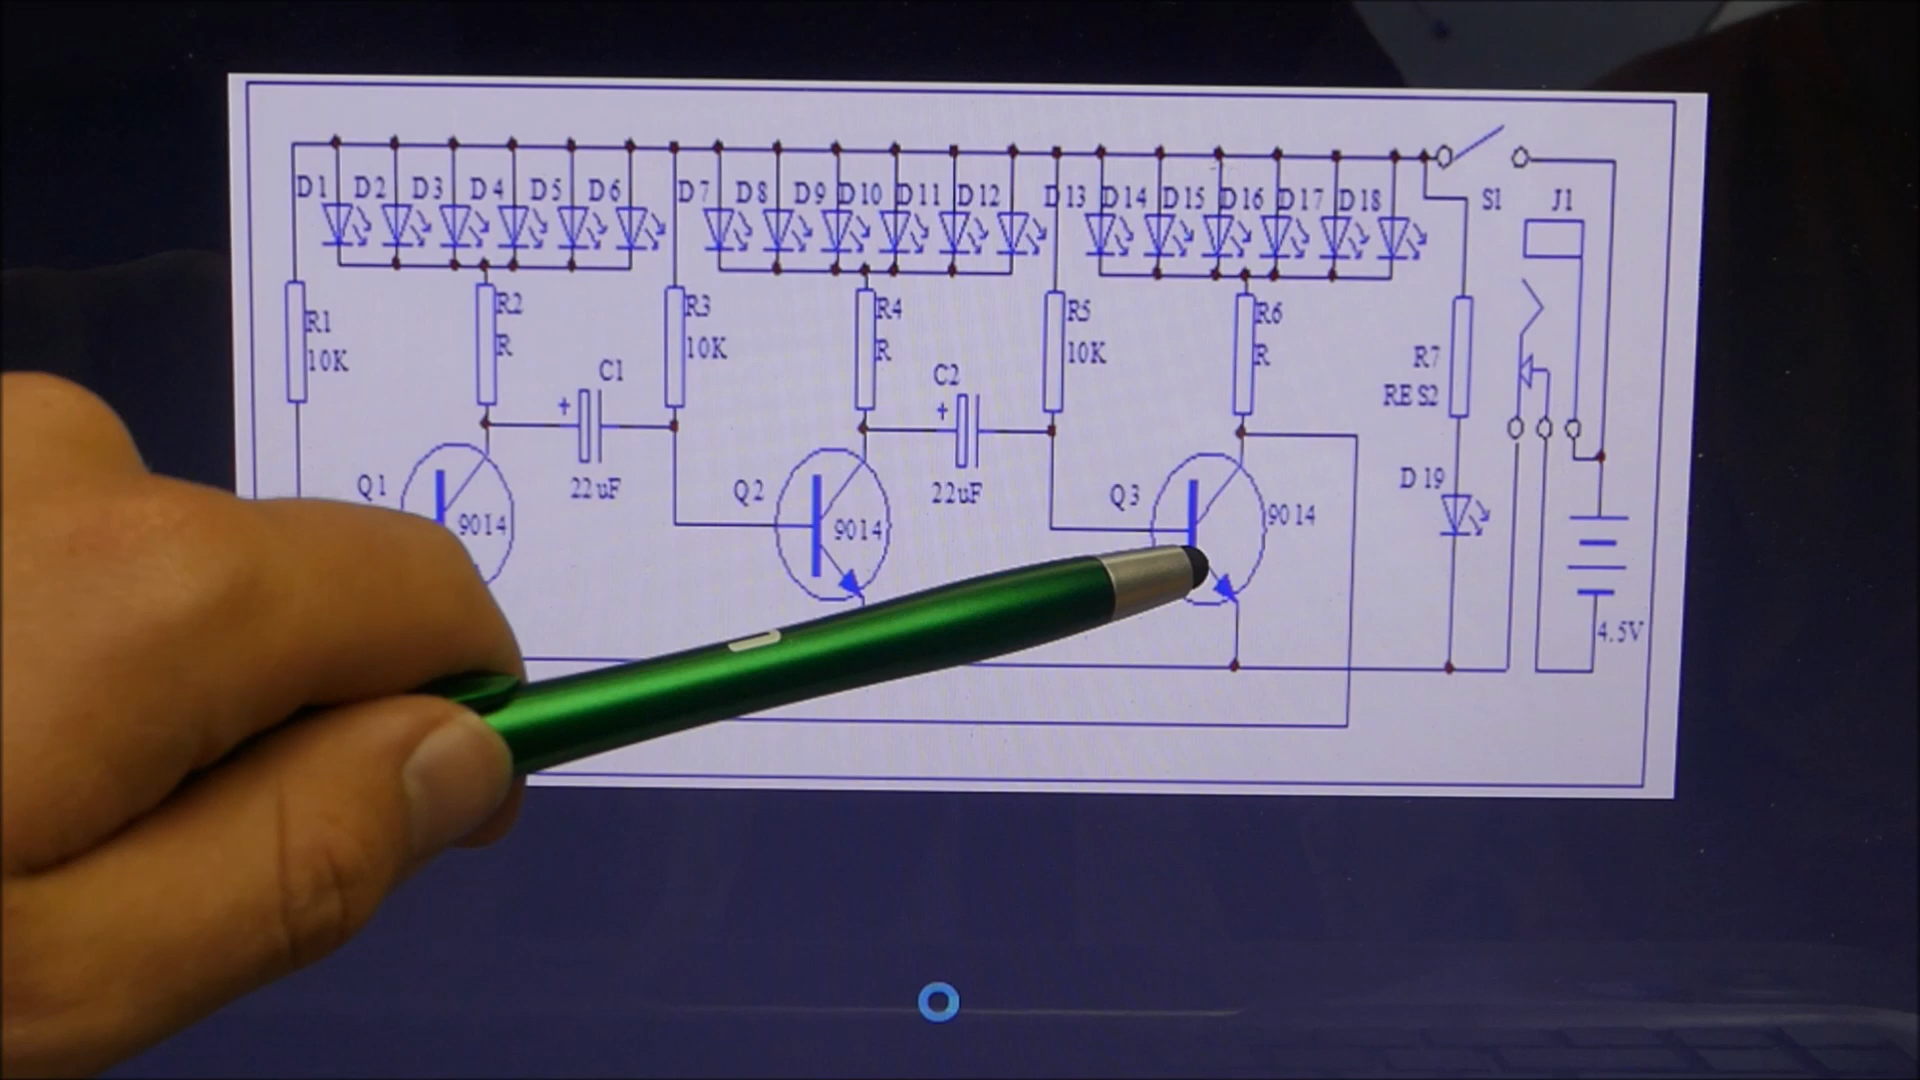 D1 D2 D3 D4 D5 D6 D7 D8 D9 D10 D11 D12 D13 D14 D15 D16 D17 D18
S1 J1
R1
10K
R2
R
R3
10K
R4
R
R5
10K
R6
R
R7
RES2
C1
+
22uF
C2
+
22uF
Q1
9014
Q2
9014
Q3
9014
D19
4.5V